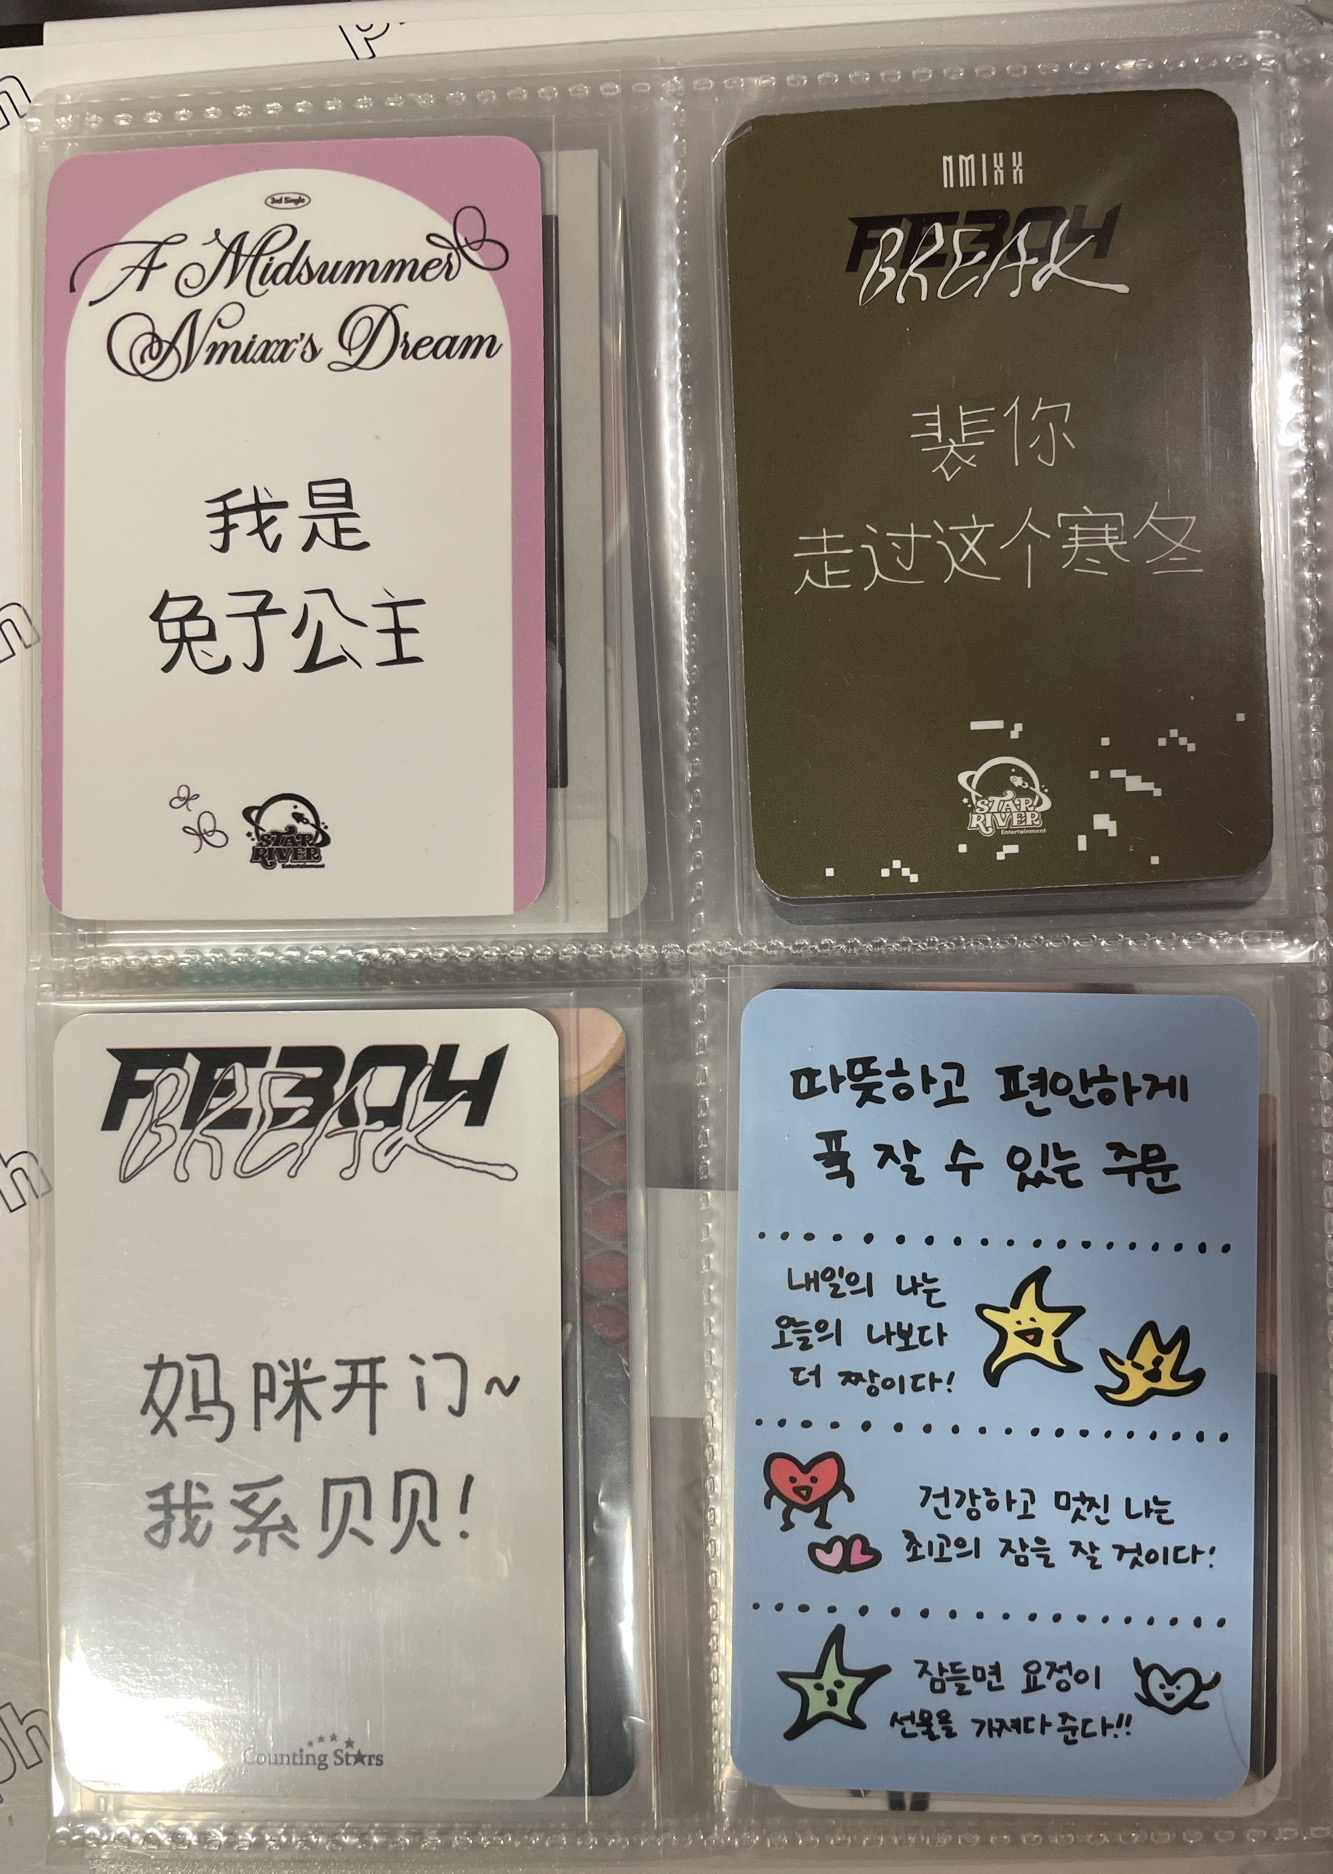 3rd Single
A Midsummer
Nmixx's Dream
我是
兔子公主
STAR
RIVER
Entertainment
NMIXX
FE3O4
BREAK
裴你
走过这个寒冬
STAR
RIVER
Entertainment
FE3O4
BREAK
妈咪开门~
我系贝贝!
Counting Stars
따뜻하고 편안하게
푹 잘 수 있는 주문
내일의 나는
오늘의 나보다
더 짱이다!
건강하고 멋진 나는
최고의 잠을 잘 것이다!
잠들면 요정이
선물을 가져다 준다!!